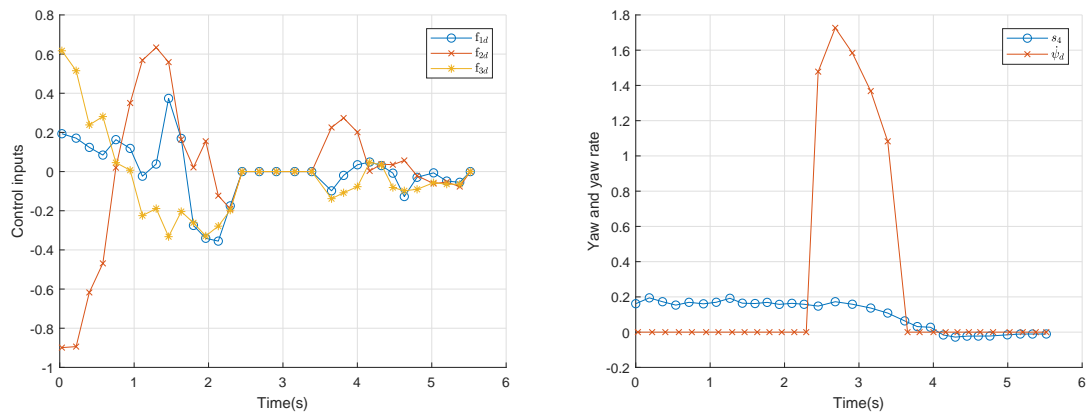 0.8
0.6
0.4
0.2
0
-0.2
-0.4
-0.6
-0.8
-1
Control inputs
0 1 2 3 4 5 6
Time(s)
f1d
f2d
f3d
1.8
1.6
1.4
1.2
1
0.8
0.6
0.4
0.2
0
-0.2
Yaw and yaw rate
0 1 2 3 4 5 6
Time(s)
s4
ψ̇d